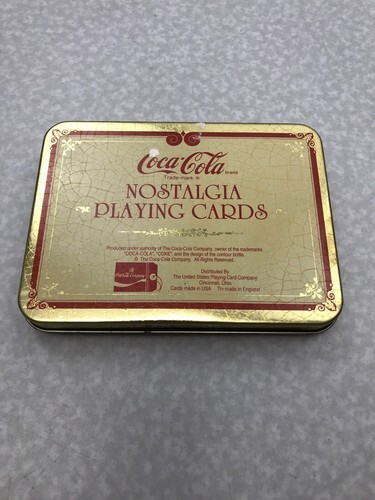 Coca-Cola brand
Trade-mark ®
NOSTALGIA
PLAYING CARDS
Produced under authority of The Coca-Cola Company, owner of the trademarks
"COCA-COLA", "COKE", and the design of the contour bottle.
© The Coca-Cola Company. All Rights Reserved.
Distributed By
The United States Playing Card Company
Cincinnati, Ohio
Cards made in USA Tin made in England